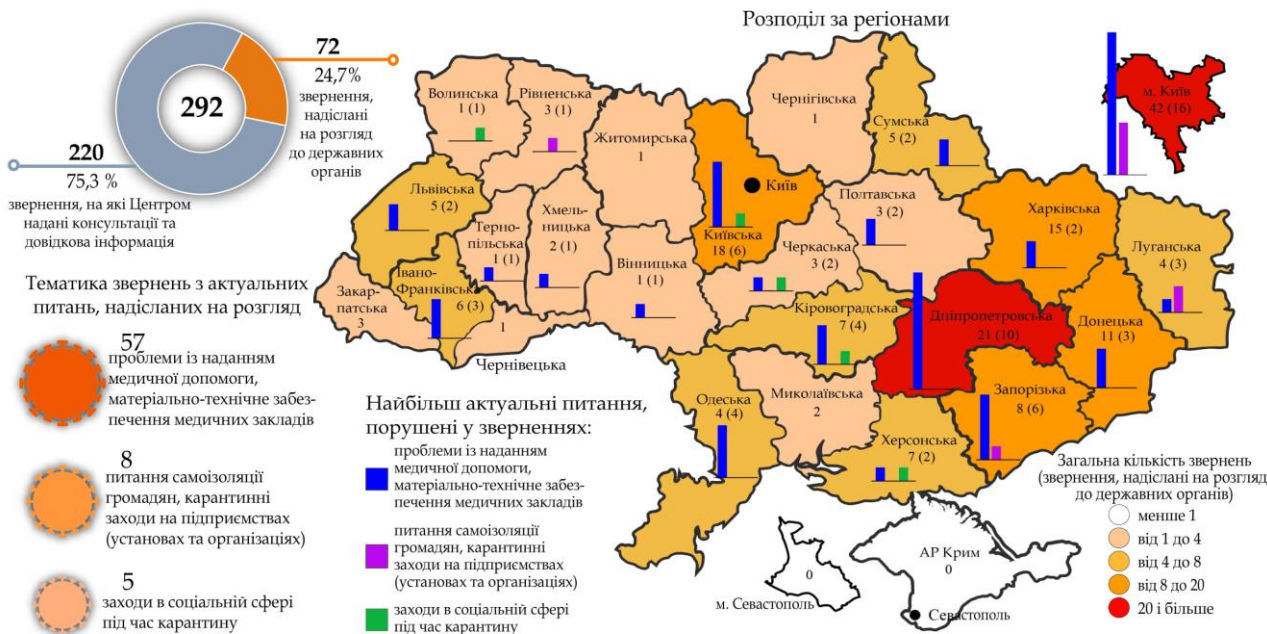 292
72
24,7%
звернення,
надіслані
на розгляд
до державних
органів
220
75,3 %
звернення, на які Центром
надані консультації та
довідкова інформація
Тематика звернень з актуальних
питань, надісланих на розгляд
57
проблеми із наданням
медичної допомоги,
матеріально-технічне забез-
печення медичних закладів
8
питання самоізоляції
громадян, карантинні
заходи на підприємствах
(установах та організаціях)
5
заходи в соціальній сфері
під час карантину
Розподіл за регіонами
Волинська
1 (1)
Рівненська
3 (1)
Житомирська
1
Чернігівська
1
Сумська
5 (2)
м. Київ
42 (16)
Львівська
5 (2)
Терно-
пільська
1 (1)
Хмель-
ницька
2 (1)
Київ
Київська
18 (6)
Полтавська
3 (2)
Харківська
15 (2)
Луганська
4 (3)
Вінницька
1 (1)
Черкаська
3 (2)
Закар-
патська
3
Івано-
Франківська
6 (3)
1
Чернівецька
Кіровоградська
7 (4)
Дніпропетровська
21 (10)
Донецька
11 (3)
Одеська
4 (4)
Миколаївська
2
Запорізька
8 (6)
Херсонська
7 (2)
0
м. Севастополь
АР Крим
0
Севастополь
Найбільш актуальні питання,
порушені у зверненнях:
проблеми із наданням
медичної допомоги,
матеріально-технічне забез-
печення медичних закладів
питання самоізоляції
громадян, карантинні
заходи на підприємствах
(установах та організаціях)
заходи в соціальній сфері
під час карантину
Загальна кількість звернень
(звернення, надіслані на розгляд
до державних органів)
менше 1
від 1 до 4
від 4 до 8
від 8 до 20
20 і більше